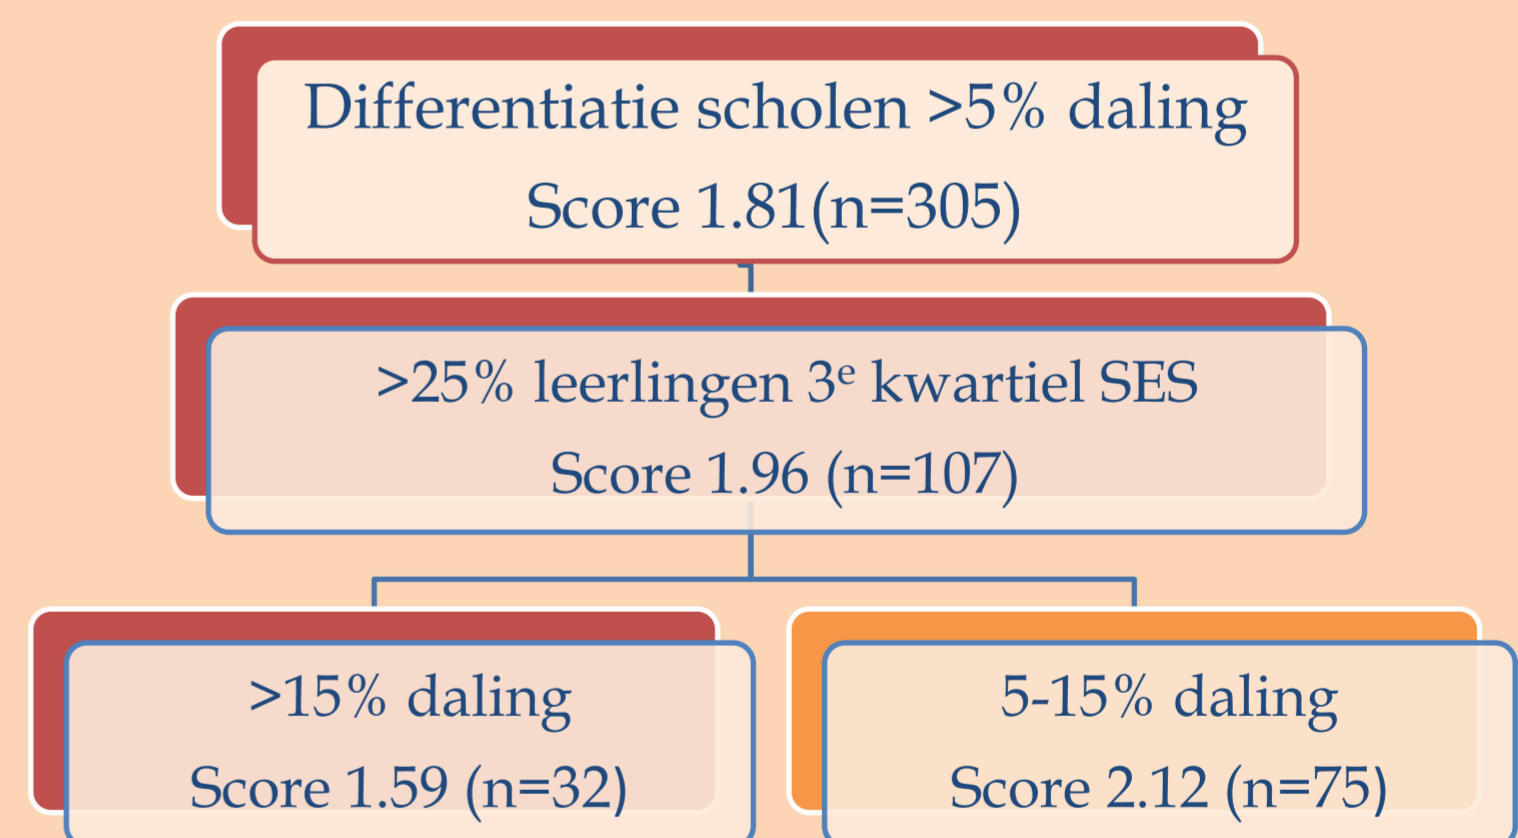 Differentiatie scholen >5% daling
Score 1.81(n=305)
>25% leerlingen 3ᵉ kwartiel SES
Score 1.96 (n=107)
>15% daling
Score 1.59 (n=32)
5-15% daling
Score 2.12 (n=75)